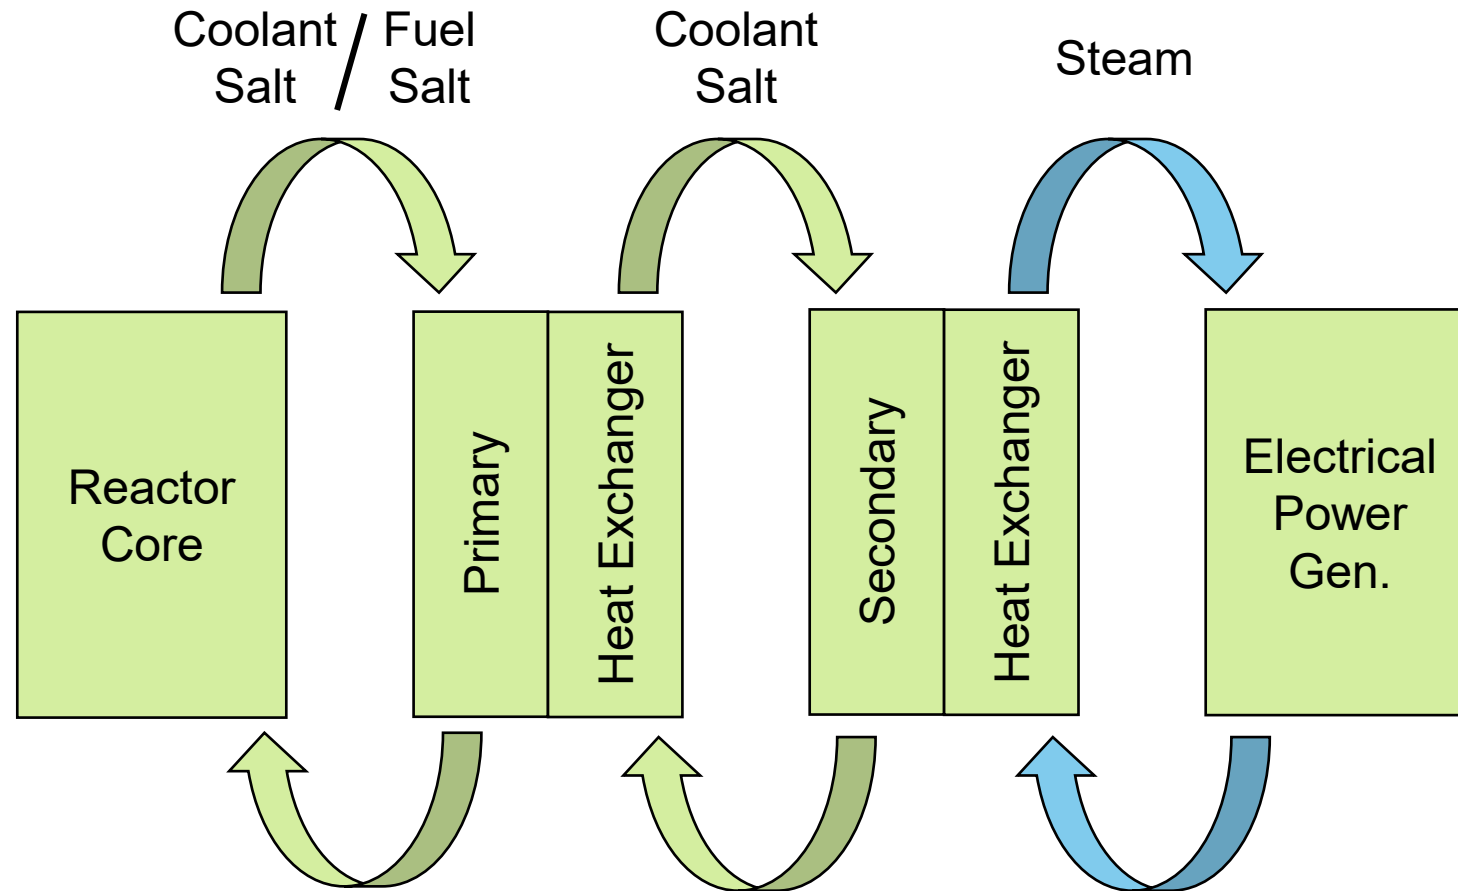 Coolant
Salt
/
Fuel
Salt
Coolant
Salt
Steam
Reactor
Core
Primary
Heat Exchanger
Secondary
Heat Exchanger
Electrical
Power
Gen.